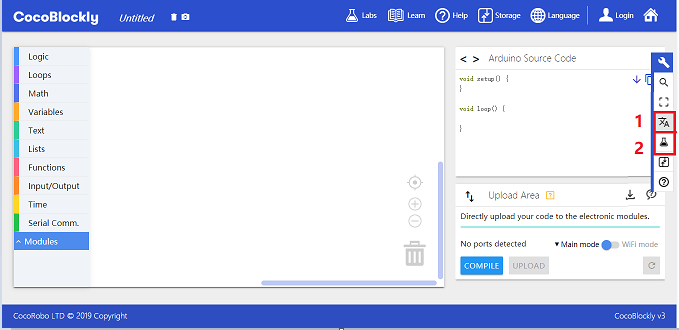 CocoBlockly Untitled Labs Learn Help Storage Language Login
Logic
Loops
Math
Variables
Text
Lists
Functions
Input/Output
Time
Serial Comm.
Modules
< > Arduino Source Code
void setup() {
}
void loop() {
}
1
2
Upload Area
Directly upload your code to the electronic modules.
No ports detected Main mode WiFi mode
COMPILE UPLOAD
CocoRobo LTD © 2019 Copyright CocoBlockly v3